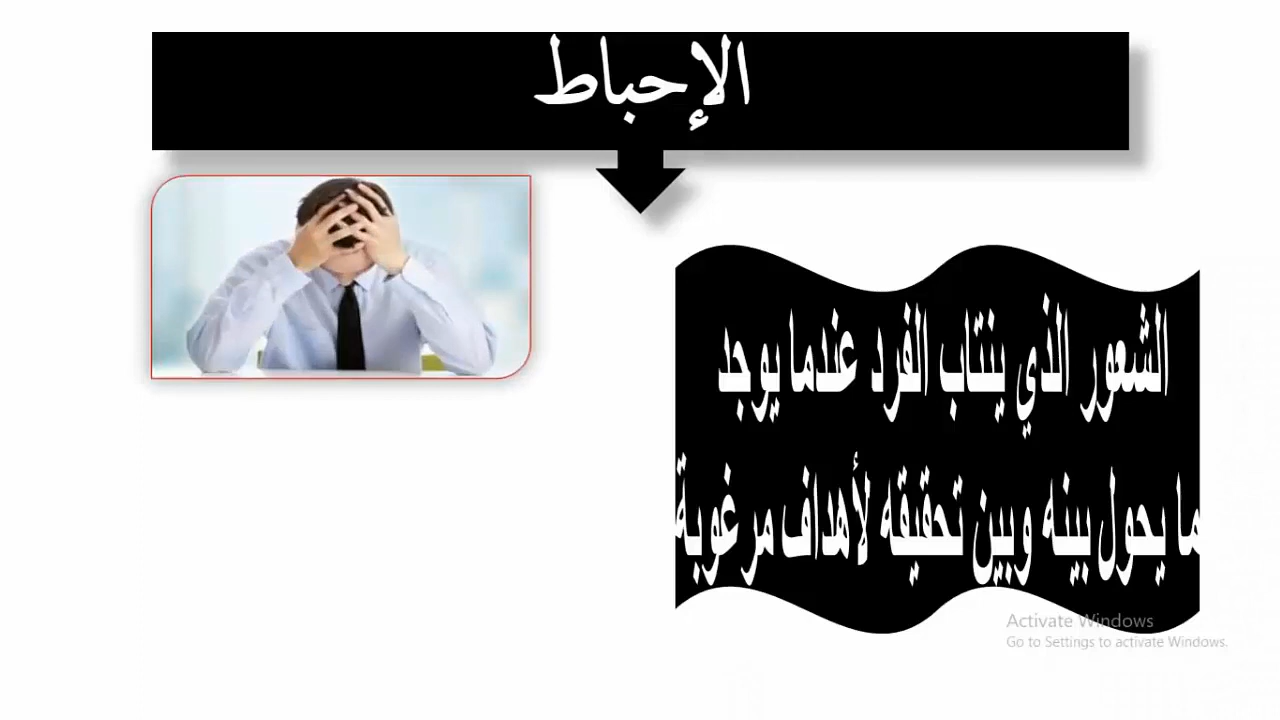 الإحباط
الشعور الذي ينتاب الفرد عندما يوجد
ما يحول بينه وبين تحقيقه لأهداف مرغوبة
Activate Windows
Go to Settings to activate Windows.